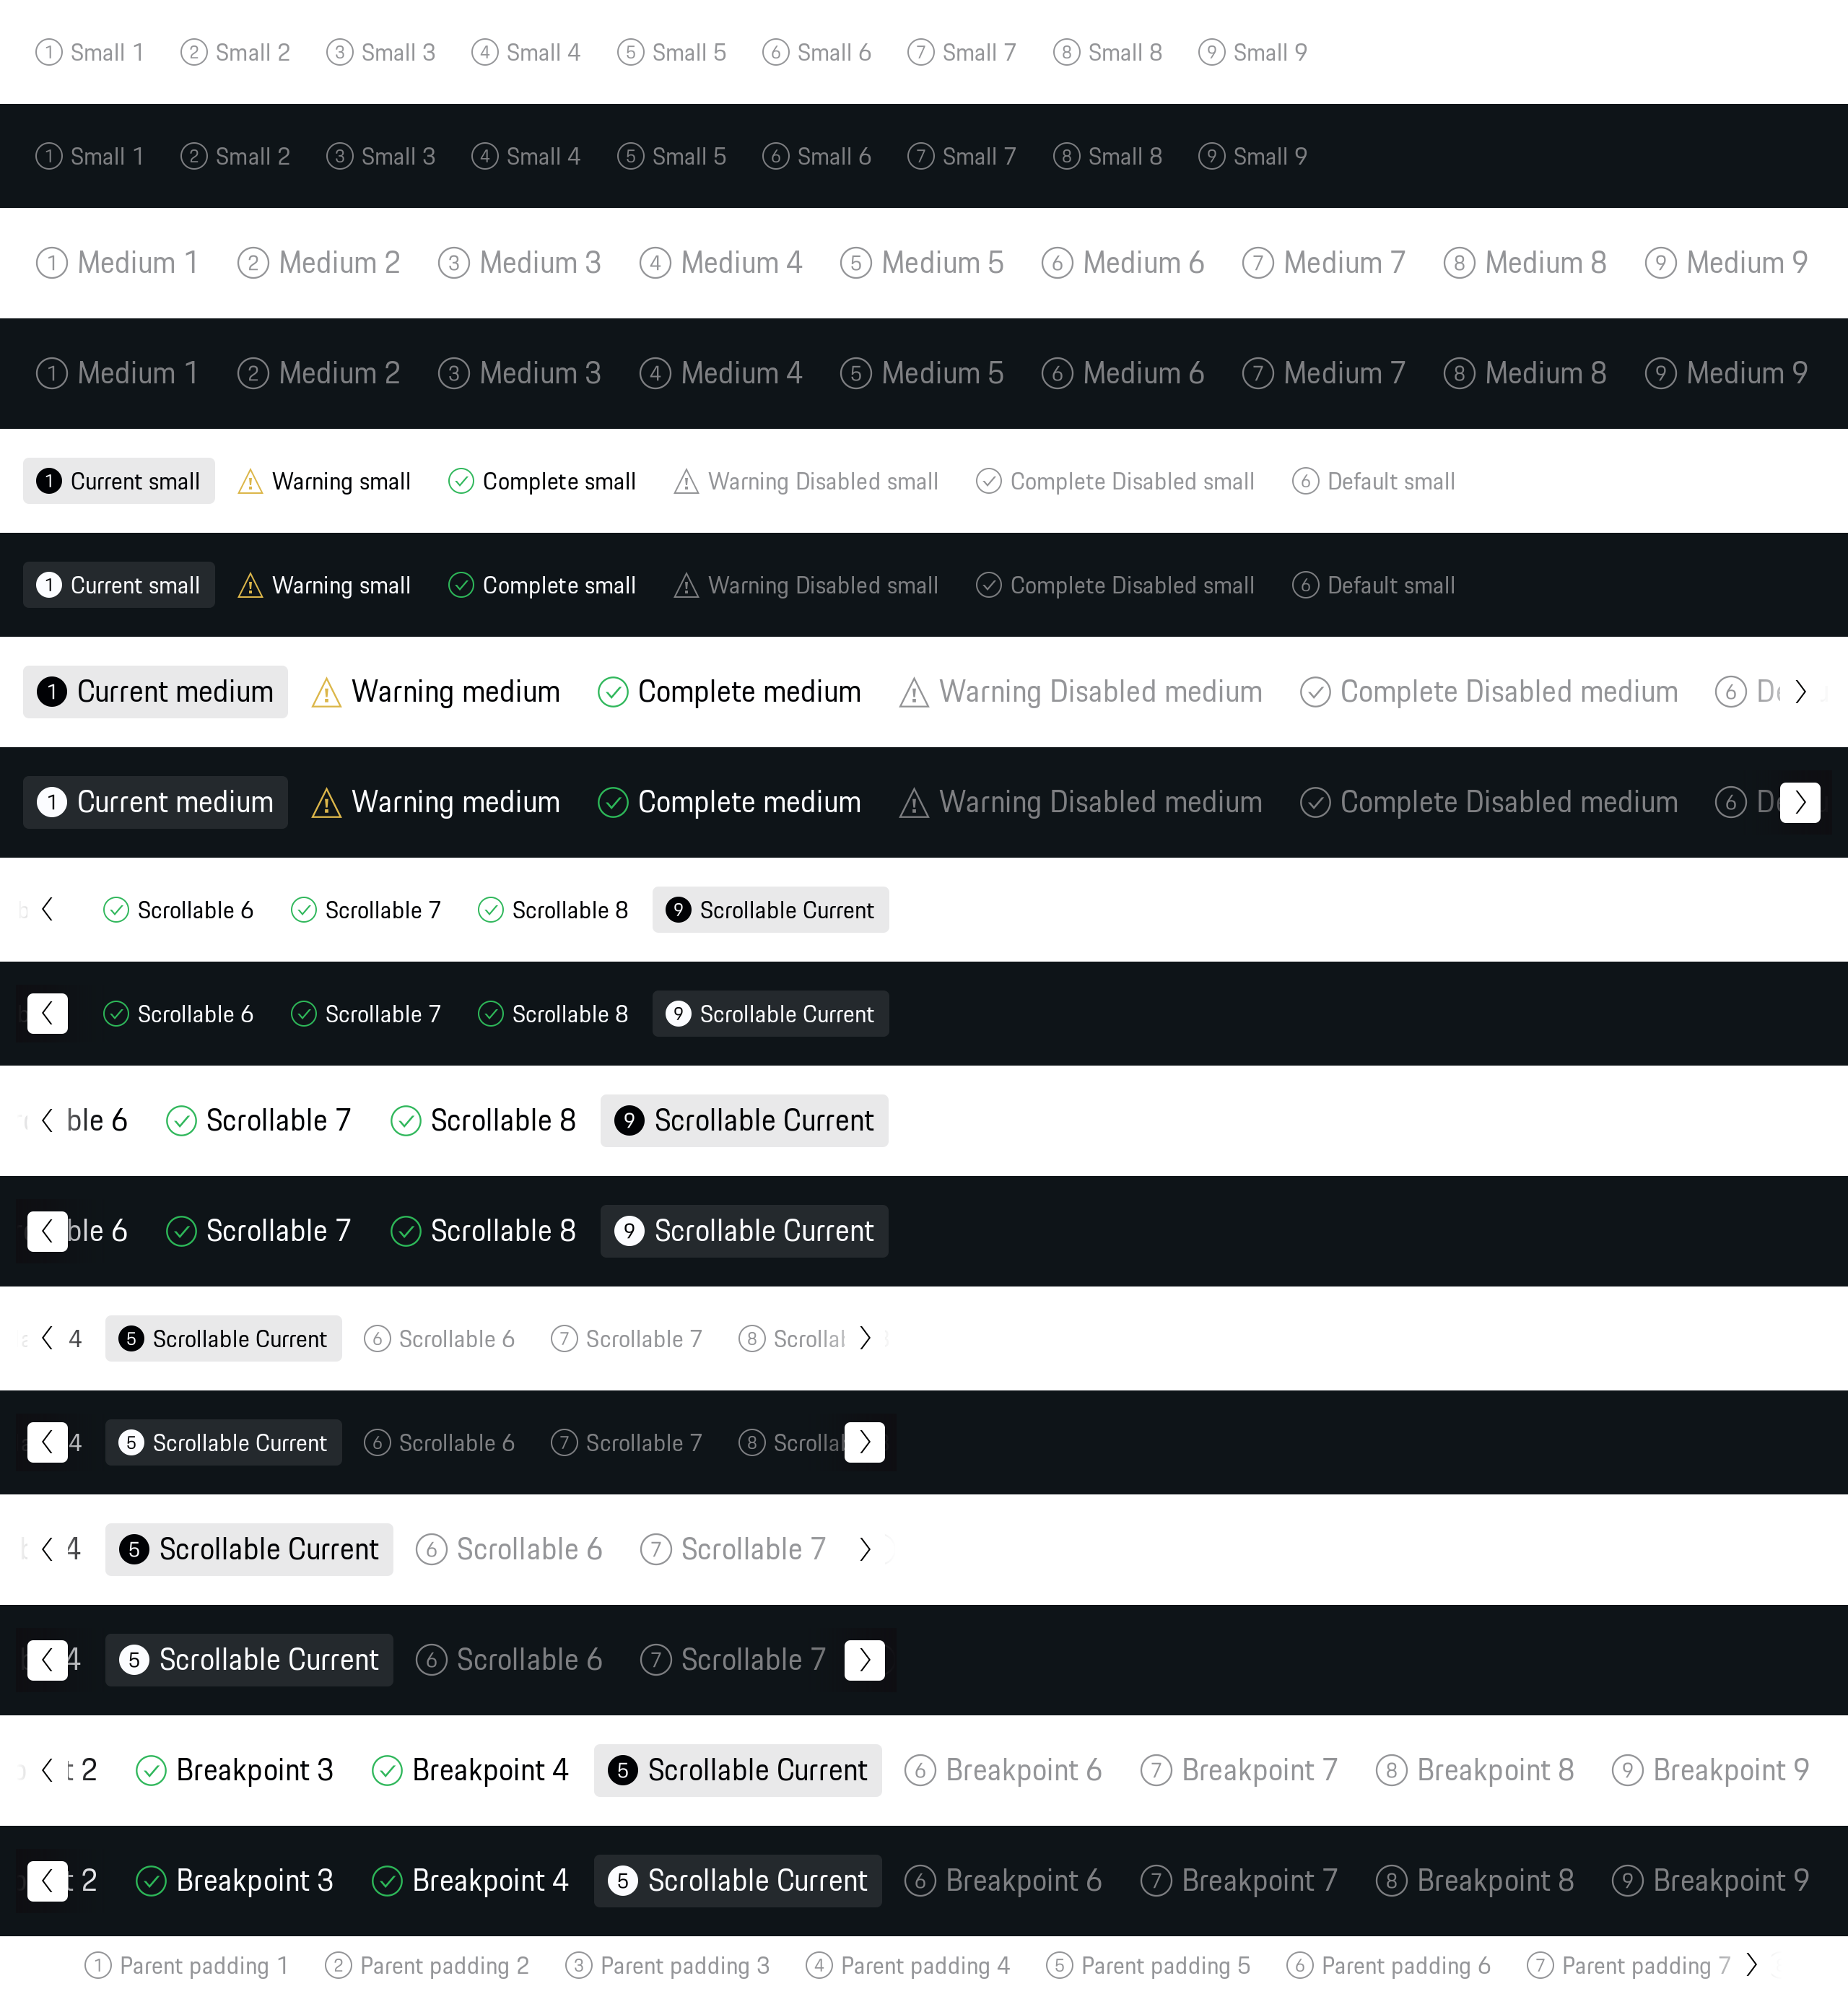 1 Small 1 2 Small 2 3 Small 3 4 Small 4 5 Small 5 6 Small 6 7 Small 7 8 Small 8 9 Small 9
1 Small 1 2 Small 2 3 Small 3 4 Small 4 5 Small 5 6 Small 6 7 Small 7 8 Small 8 9 Small 9
1 Medium 1 2 Medium 2 3 Medium 3 4 Medium 4 5 Medium 5 6 Medium 6 7 Medium 7 8 Medium 8 9 Medium 9
1 Medium 1 2 Medium 2 3 Medium 3 4 Medium 4 5 Medium 5 6 Medium 6 7 Medium 7 8 Medium 8 9 Medium 9
1 Current small Warning small Complete small Warning Disabled small Complete Disabled small 6 Default small
1 Current small Warning small Complete small Warning Disabled small Complete Disabled small 6 Default small
1 Current medium Warning medium Complete medium Warning Disabled medium Complete Disabled medium 6
1 Current medium Warning medium Complete medium Warning Disabled medium Complete Disabled medium 6
Scrollable 6 Scrollable 7 Scrollable 8 9 Scrollable Current
Scrollable 6 Scrollable 7 Scrollable 8 9 Scrollable Current
ble 6 Scrollable 7 Scrollable 8 9 Scrollable Current
ble 6 Scrollable 7 Scrollable 8 9 Scrollable Current
4 5 Scrollable Current 6 Scrollable 6 7 Scrollable 7 8 Scrollab
4 5 Scrollable Current 6 Scrollable 6 7 Scrollable 7 8 Scrollab
4 5 Scrollable Current 6 Scrollable 6 7 Scrollable 7
4 5 Scrollable Current 6 Scrollable 6 7 Scrollable 7
t 2 Breakpoint 3 Breakpoint 4 5 Scrollable Current 6 Breakpoint 6 7 Breakpoint 7 8 Breakpoint 8 9 Breakpoint 9
t 2 Breakpoint 3 Breakpoint 4 5 Scrollable Current 6 Breakpoint 6 7 Breakpoint 7 8 Breakpoint 8 9 Breakpoint 9
1 Parent padding 1 2 Parent padding 2 3 Parent padding 3 4 Parent padding 4 5 Parent padding 5 6 Parent padding 6 7 Parent padding 7